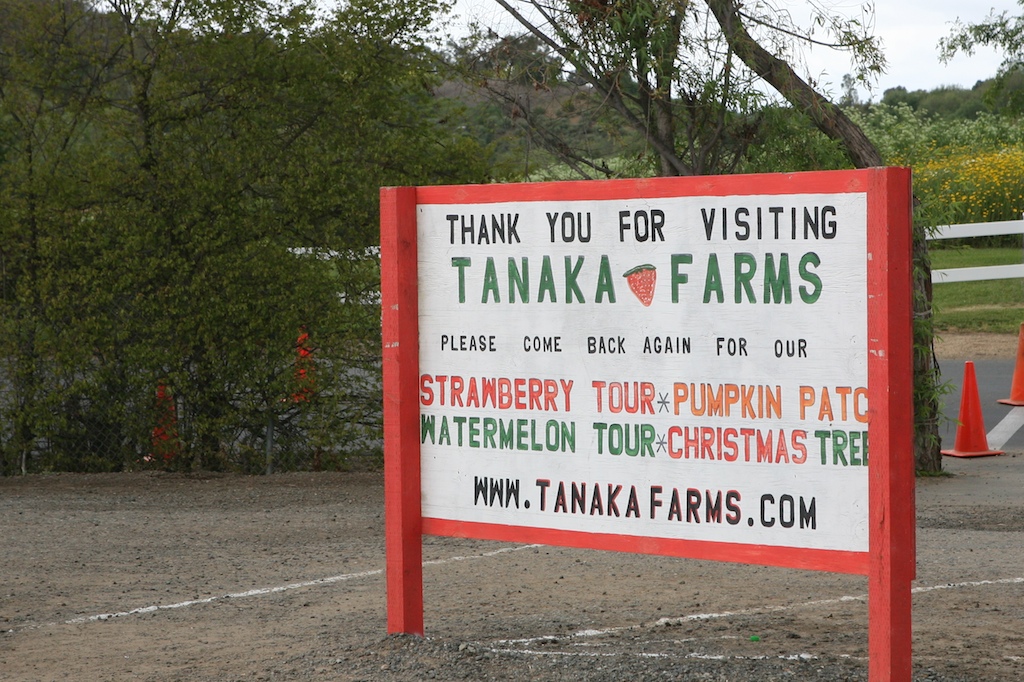 THANK YOU FOR VISITING
TANAKA FARMS
PLEASE COME BACK AGAIN FOR OUR
STRAWBERRY TOUR*PUMPKIN PATC
WATERMELON TOUR*CHRISTMAS TREE
WWW.TANAKAFARMS.COM